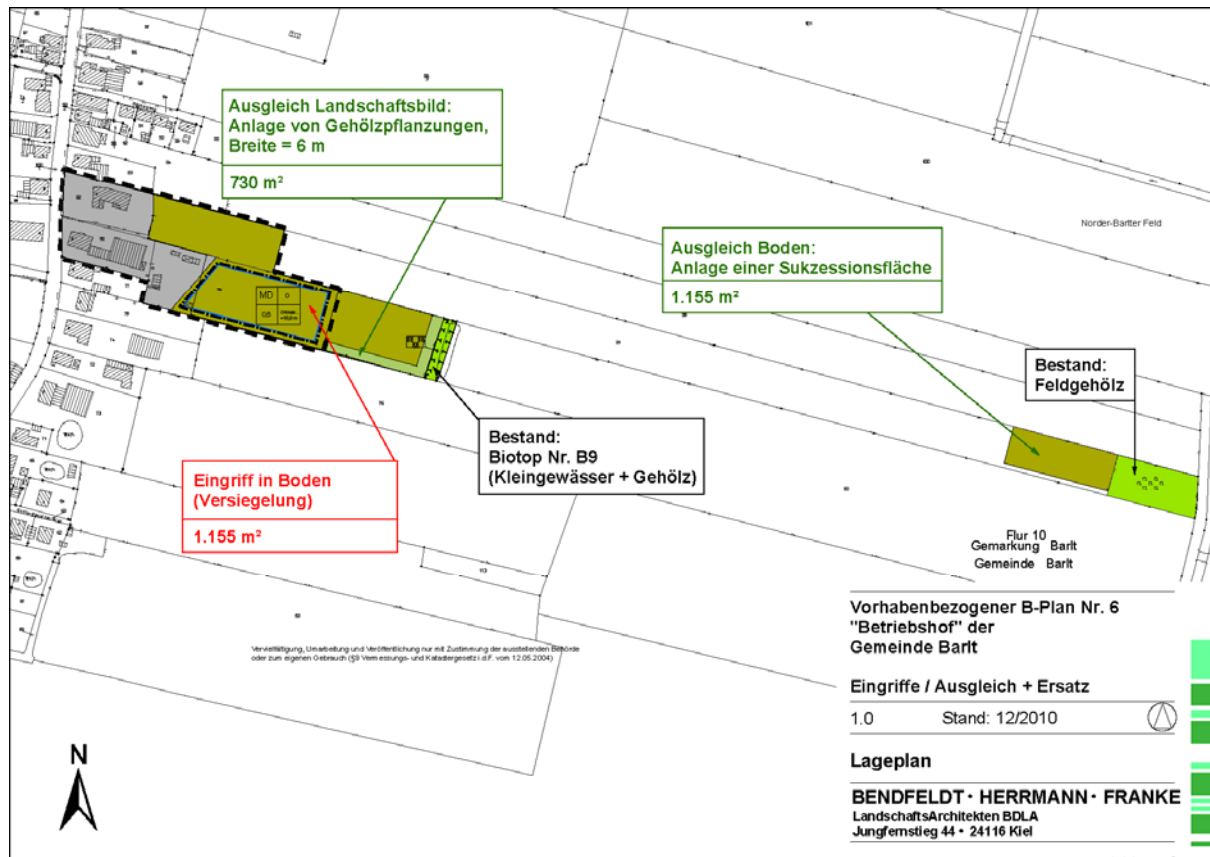 Ausgleich Landschaftsbild:
Anlage von Gehölzpflanzungen,
Breite = 6 m
730 m²
Norder-Bartter Feld
Ausgleich Boden:
Anlage einer Sukzessionsfläche
1.155 m²
MD o
Bestand:
Feldgehölz
Bestand:
Biotop Nr. B9
(Kleingewässer + Gehölz)
Eingriff in Boden
(Versiegelung)
1.155 m²
Flur 10
Gemarkung Barlt
Gemeinde Barlt
Vervielfältigung, Umarbeitung und Veröffentlichung nur mit Zustimmung der ausstellenden Behörde
oder zum eigenen Gebrauch (§9 Vermessungs- und Katastergesetz i.d.F. vom 12.05.2004)
Vorhabenbezogener B-Plan Nr. 6
"Betriebshof" der
Gemeinde Barlt
Eingriffe / Ausgleich + Ersatz
1.0 Stand: 12/2010
N
Lageplan
BENDFELDT · HERRMANN · FRANKE
LandschaftsArchitekten BDLA
Jungfernstieg 44 • 24116 Kiel